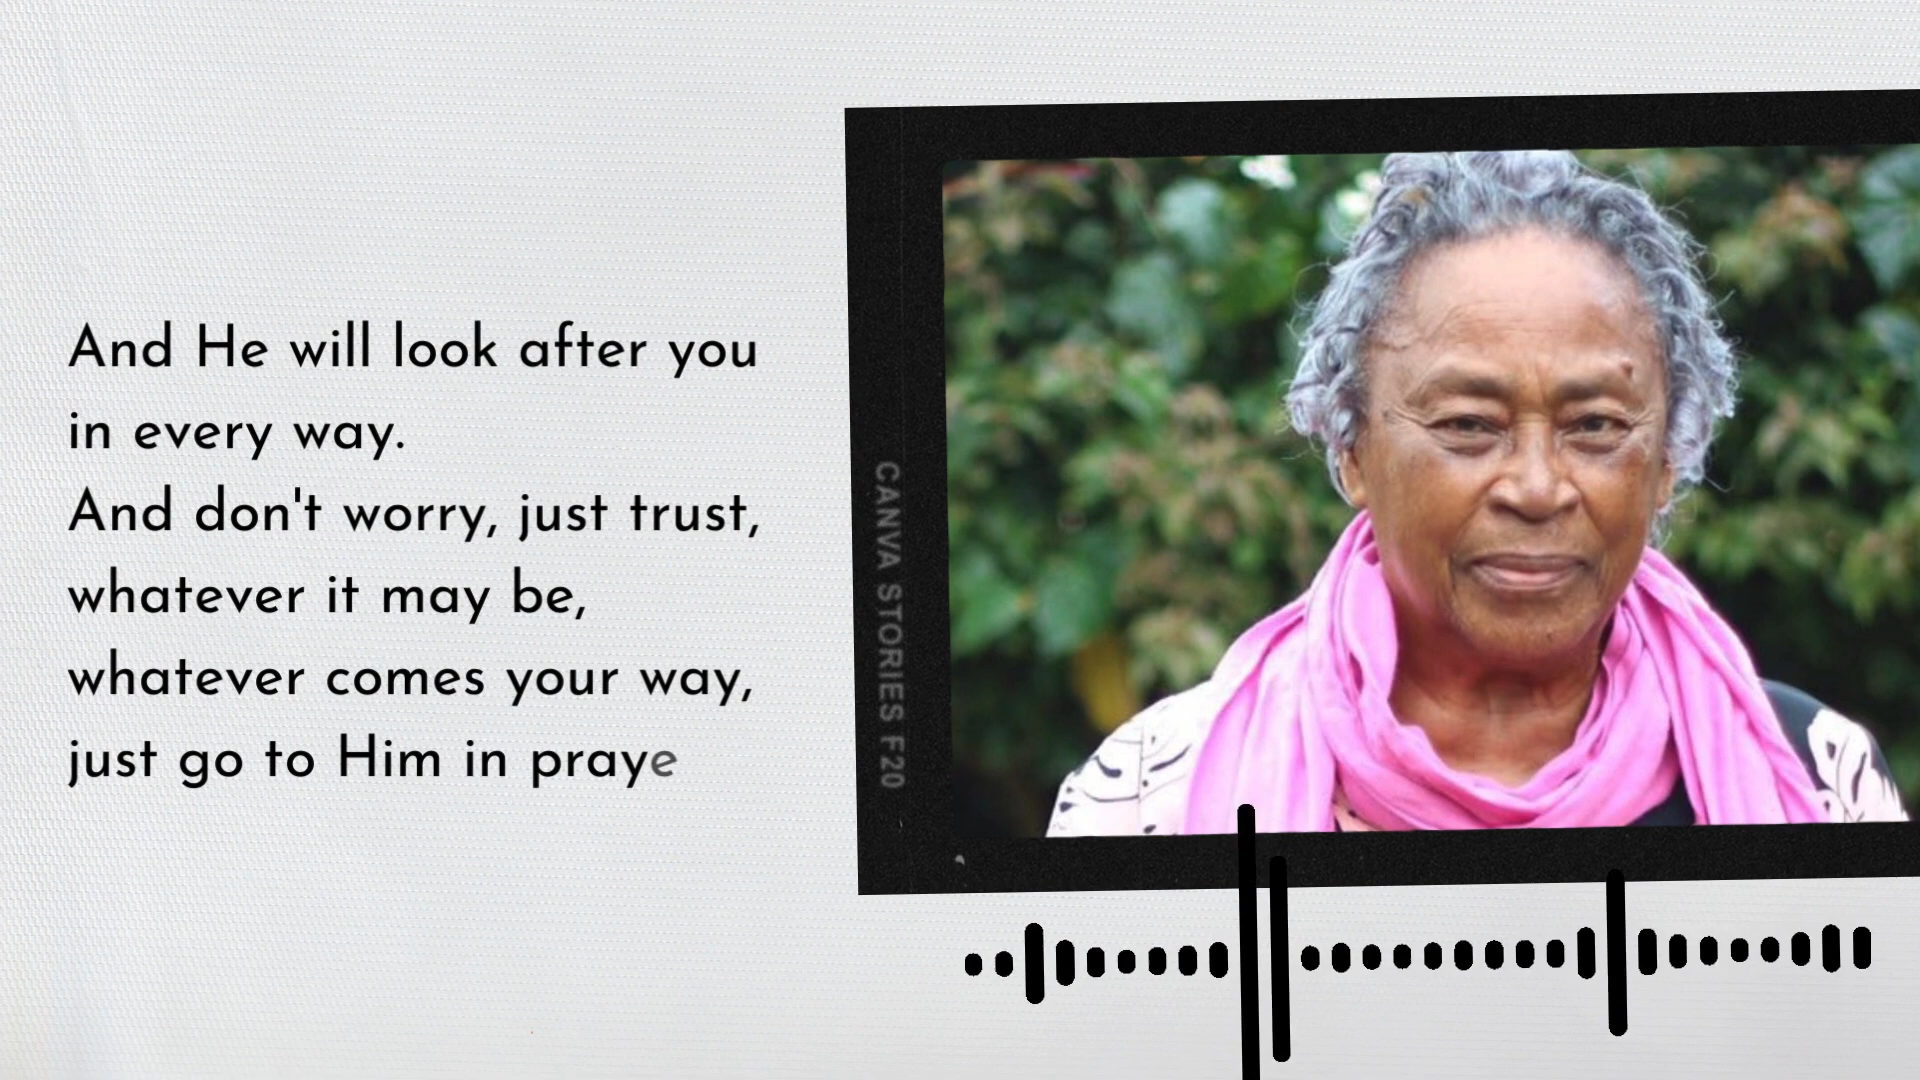 And He will look after you
in every way.
And don't worry, just trust,
whatever it may be,
whatever comes your way,
just go to Him in praye
CANVA STORIES F20